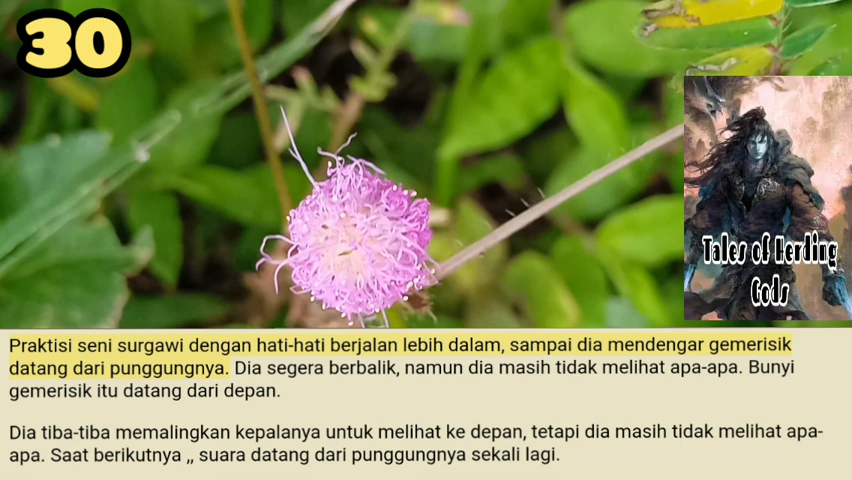 30
Tales of Herding
Gods
Praktisi seni surgawi dengan hati-hati berjalan lebih dalam, sampai dia mendengar gemerisik
datang dari punggungnya. Dia segera berbalik, namun dia masih tidak melihat apa-apa. Bunyi
gemerisik itu datang dari depan.
Dia tiba-tiba memalingkan kepalanya untuk melihat ke depan, tetapi dia masih tidak melihat apa-
apa. Saat berikutnya ,, suara datang dari punggungnya sekali lagi.